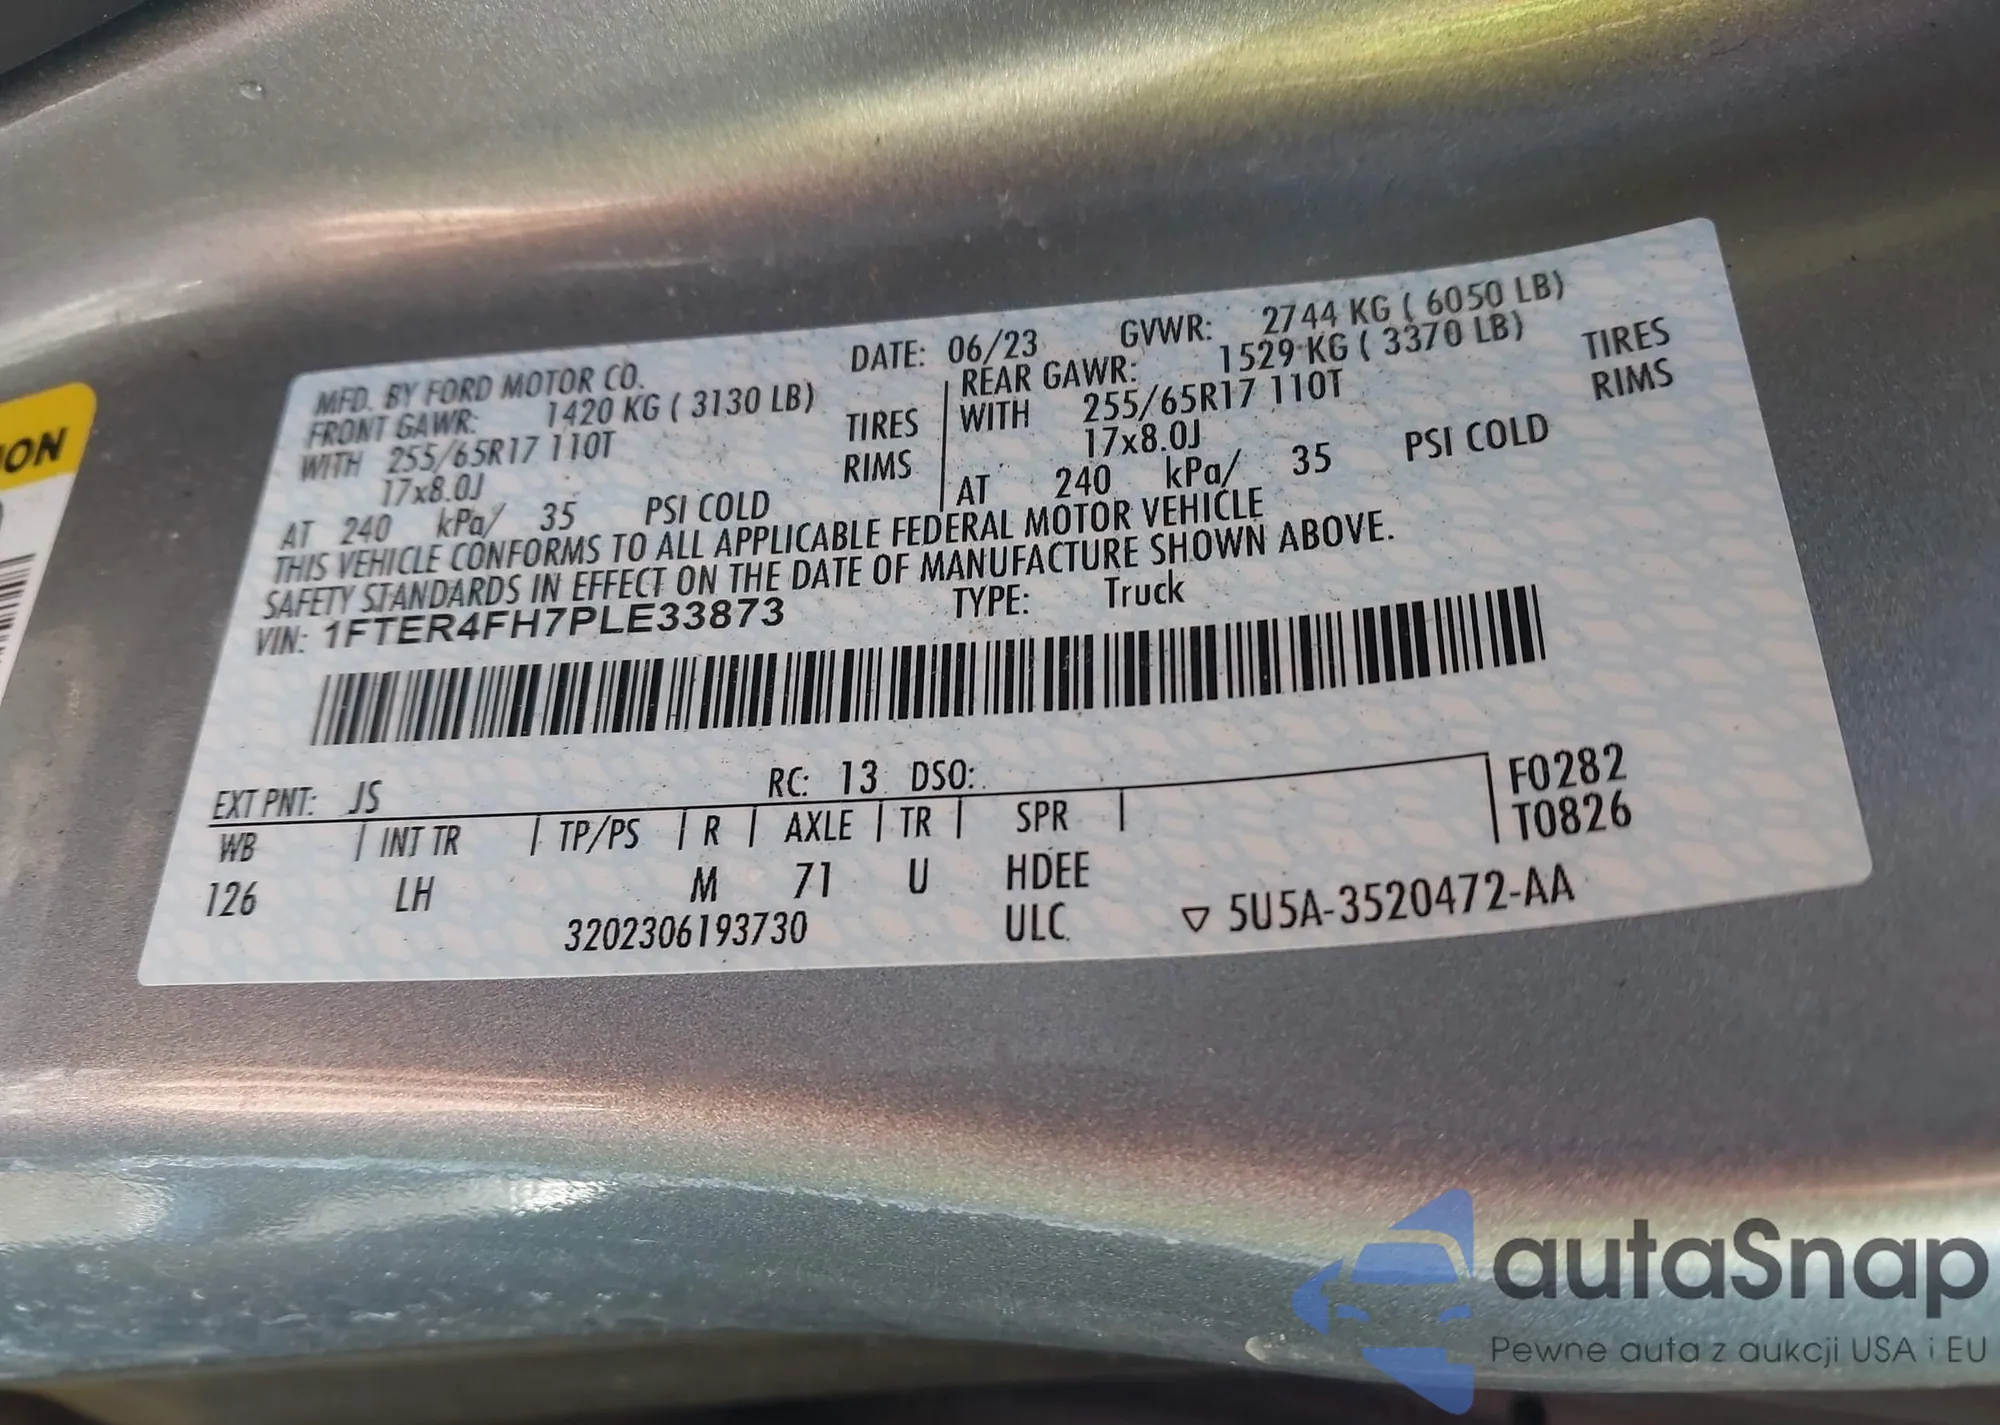 ION
MFD. BY FORD MOTOR CO. DATE: 06/23 GVWR: 2744 KG ( 6050 LB)
FRONT GAWR: 1420 KG ( 3130 LB) REAR GAWR: 1529 KG ( 3370 LB)
WITH 255/65R17 110T TIRES WITH 255/65R17 110T TIRES
17x8.0J RIMS 17x8.0J RIMS
AT 240 kPa/ 35 PSI COLD AT 240 kPa/ 35 PSI COLD
THIS VEHICLE CONFORMS TO ALL APPLICABLE FEDERAL MOTOR VEHICLE
SAFETY STANDARDS IN EFFECT ON THE DATE OF MANUFACTURE SHOWN ABOVE.
VIN: 1FTER4FH7PLE33873 TYPE: Truck
EXT PNT: JS RC: 13 DSO: F0282
WB INT TR TP/PS R AXLE TR SPR T0826
126 LH M 71 U HDEE
3202306193730 ULC ▽ 5U5A-3520472-AA
autaSnap
Pewne auta z aukcji USA i EU